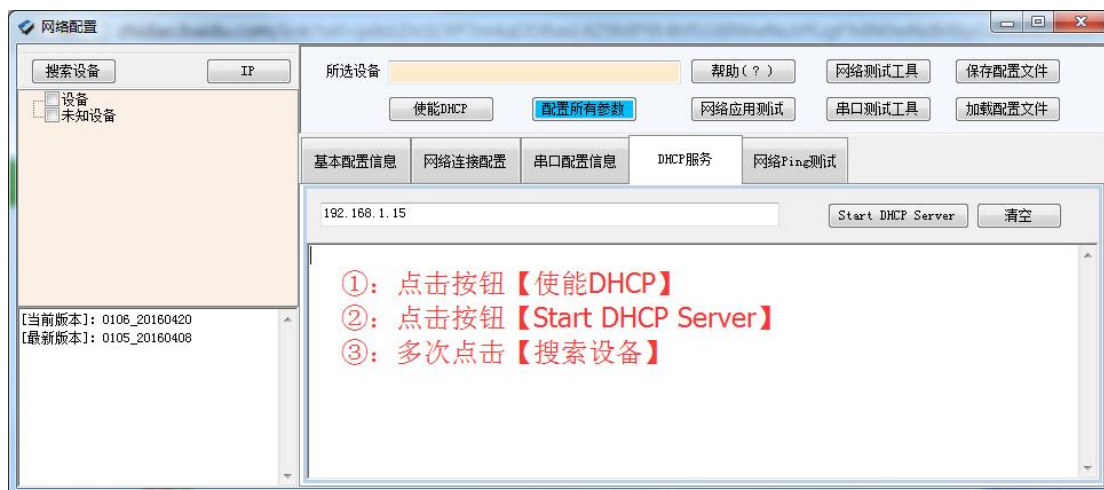 网络配置
搜索设备
IP
设备
未知设备
所选设备
帮助(?)
网络测试工具
保存配置文件
使能DHCP
配置所有参数
网络应用测试
串口测试工具
加载配置文件
基本配置信息
网络连接配置
串口配置信息
DHCP服务
网络Ping测试
192.168.1.15
Start DHCP Server
清空
①：点击按钮【使能DHCP】
②：点击按钮【Start DHCP Server】
③：多次点击【搜索设备】
[当前版本]: 0106_20160420
[最新版本]: 0105_20160408